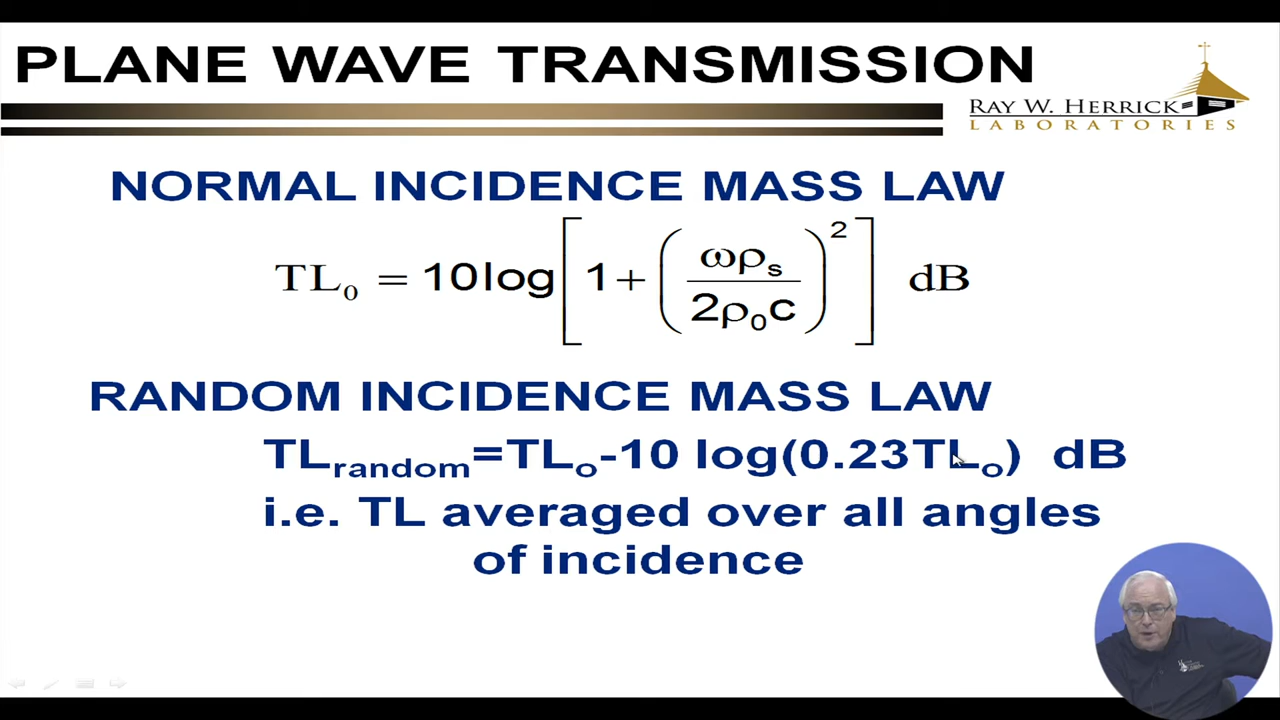 PLANE WAVE TRANSMISSION
RAY W. HERRICK
LABORATORIES
NORMAL INCIDENCE MASS LAW
TL₀ = 10log[1+(ωρₛ/2ρ₀c)²] dB
RANDOM INCIDENCE MASS LAW
TLrandom=TLo-10 log(0.23TLo) dB
i.e. TL averaged over all angles
of incidence